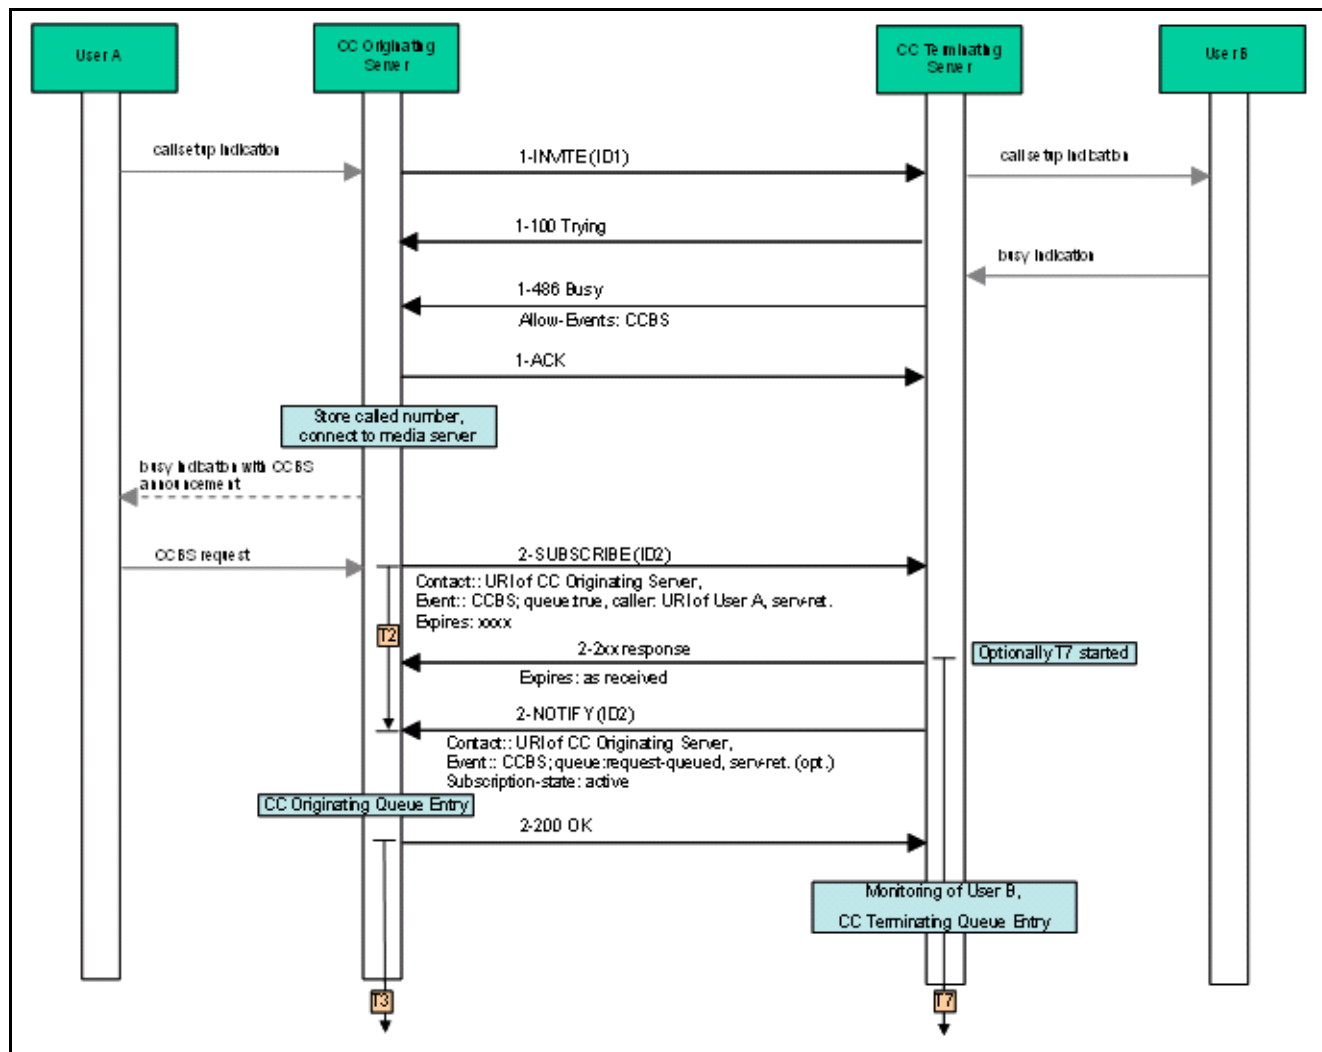 User A
CC Originating
Server
CC Terminating
Server
User B
call setup indication
1-INVITE (ID1)
call setup indication
1-100 Trying
busy indication
1-486 Busy
Allow-Events: CCBS
1-ACK
Store called number,
connect to media server
busy indication with CCBS
announcement
CCBS request
2-SUBSCRIBE (ID2)
Contact:: URI of CC Originating Server,
Event:: CCBS; queue:true, caller: URI of User A, serv-ret.
Expires: xxxx
T2
2-2xx response
Optionally T7 started
Expires: as received
2-NOTIFY (ID2)
Contact:: URI of CC Originating Server,
Event:: CCBS; queue:request-queued, serv-ret. (opt.)
Subscription-state: active
CC Originating Queue Entry
2-200 OK
Monitoring of User B,
CC Terminating Queue Entry
T3
T7